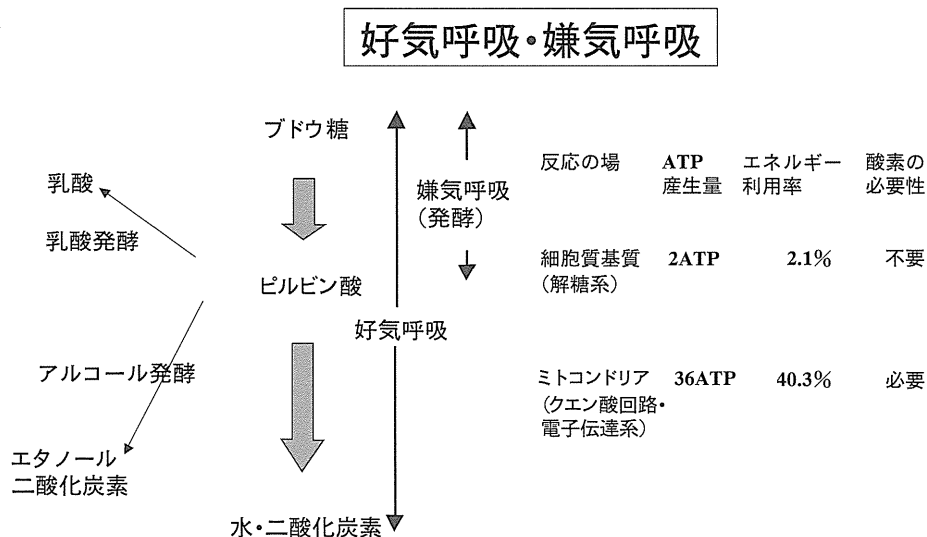 好気呼吸・嫌気呼吸
ブドウ糖
乳酸
乳酸発酵
ピルビン酸
アルコール発酵
エタノール
二酸化炭素
水・二酸化炭素
嫌気呼吸
(発酵)
好気呼吸
反応の場 ATP エネルギー 酸素の
産生量 利用率 必要性
細胞質基質 2ATP 2.1% 不要
(解糖系)
ミトコンドリア 36ATP 40.3% 必要
(クエン酸回路・
電子伝達系)